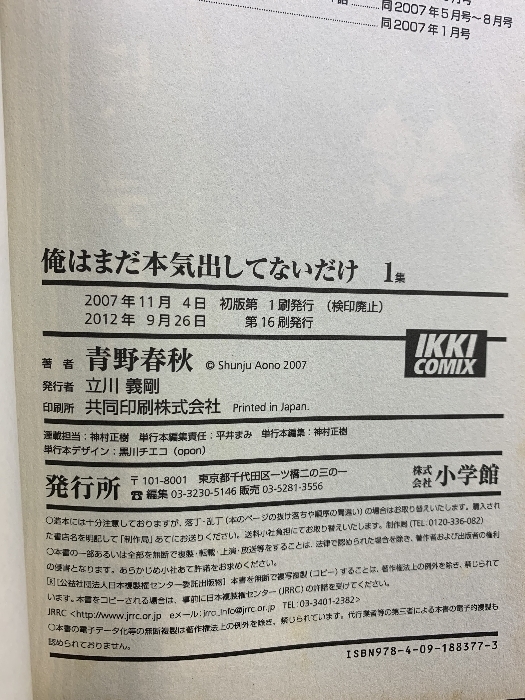 同2007年5月号〜8月号
同2007年1月号
俺はまだ本気出してないだけ 1集
2007年11月 4日 初版第 1刷発行 (検印廃止)
2012年 9月26日 第16刷発行
著 者 青野春秋 © Shunju Aono 2007
発行者 立川 義剛
印刷所 共同印刷株式会社 Printed in Japan.
IKKI
COMIX
連載担当:神村正樹 単行本編集責任:平井まみ 単行本編集:神村正樹
単行本デザイン:黒川チエコ (opon)
発行所 〒101-8001 東京都千代田区一ツ橋二の三の一
☎ 編集 03-3230-5146 販売 03-5281-3556
株式会社 小学館
○造本には十分注意しておりますが、落丁・乱丁(本のページの抜け落ちや順序の間違い)の場合はお取り替えいたします。購入され
た書店名を明記して「制作局」あてにお送りください。送料小社負担にてお取り替えいたします。制作局(TEL:0120-336-082)
○本書の一部あるいは全部を無断で複製・転載・上演・放送等をすることは、法律で認められた場合を除き、著作者および出版者の権利
の侵害となります。あらかじめ小社あて許諾をお求めください。
®[公益社団法人日本複製権センター委託出版物] 本書を無断で複写複製(コピー)することは、著作権法上の例外を除き、禁じられて
います。本書をコピーされる場合は、事前に日本複製権センター(JRRC)の許諾を受けてください。
JRRC <http://www.jrrc.or.jp eメール:jrrc_info@jrrc.or.jp TEL:03-3401-2382>
○本書の電子データ化等の無断複製は著作権法上の例外を除き、禁じられています。代行業者等の第三者による本書の電子的複製も
認められておりません。
ISBN978-4-09-188377-3